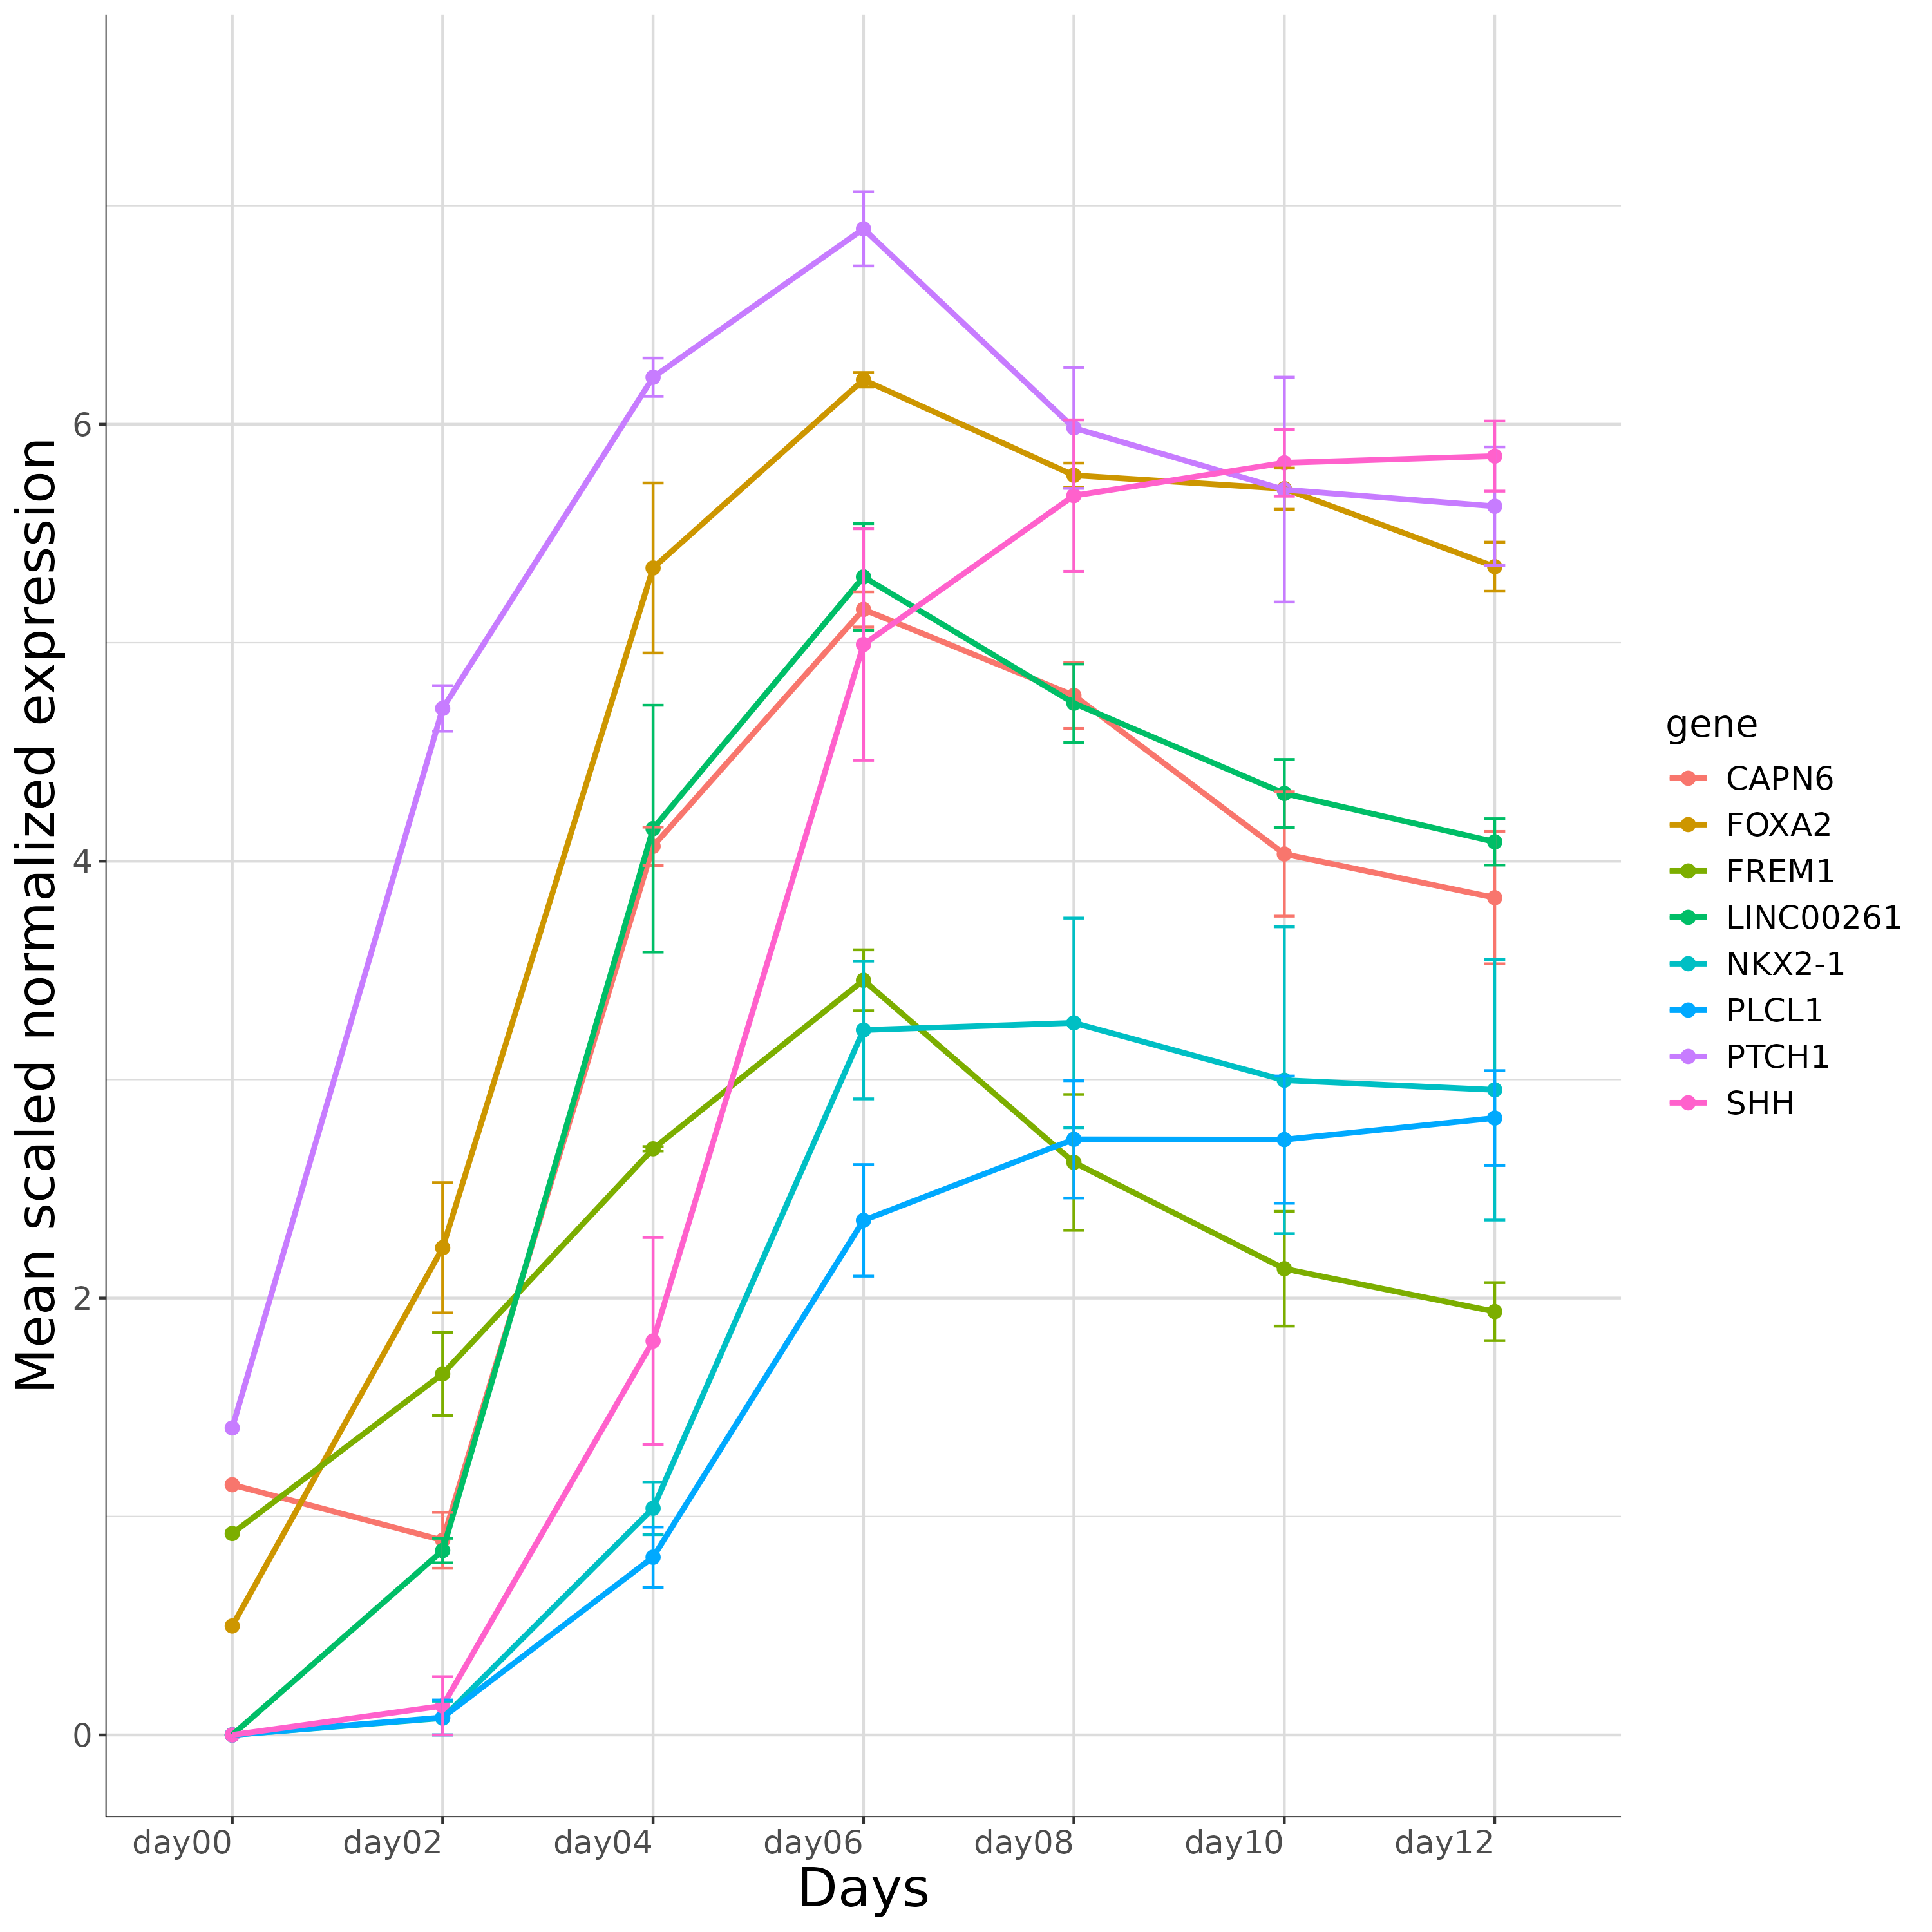 Mean scaled normalized expression
6
4
2
0
day00 day02 day04 day06 day08 day10 day12
Days
gene
CAPN6
FOXA2
FREM1
LINC00261
NKX2-1
PLCL1
PTCH1
SHH